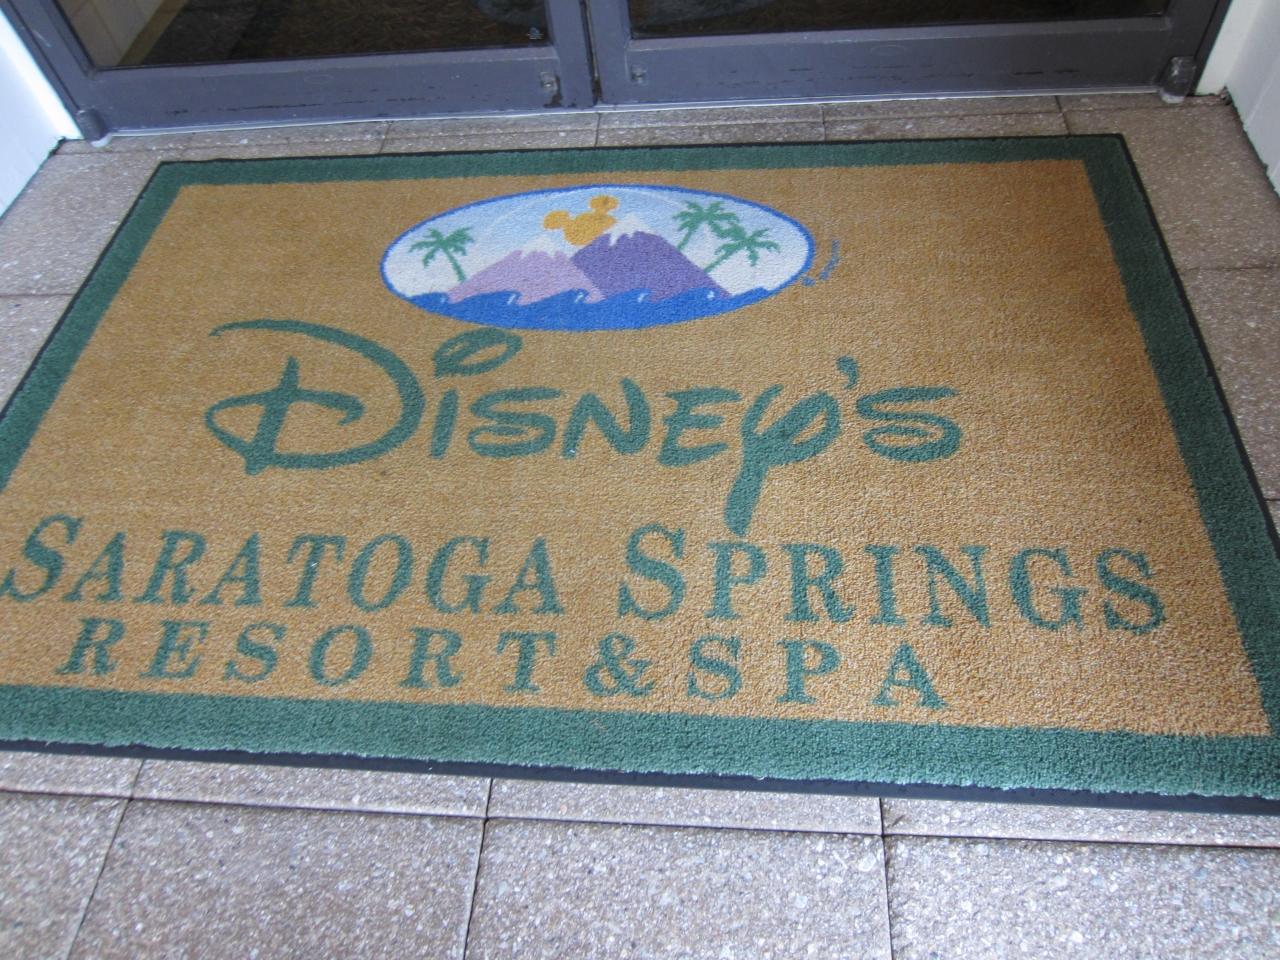 Disney's
SARATOGA SPRINGS
RESORT & SPA